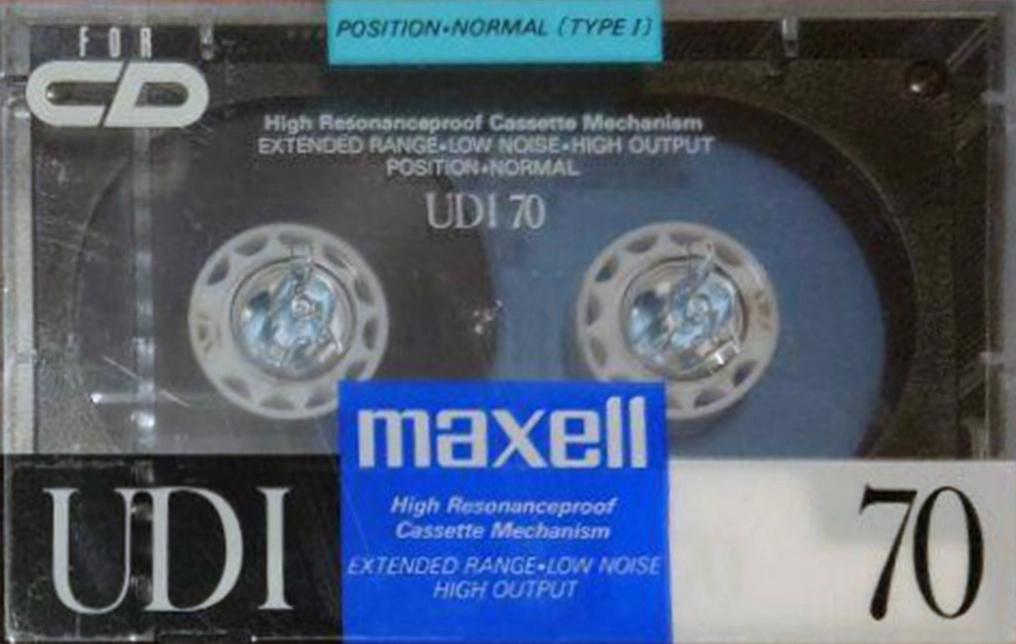 POSITION•NORMAL (TYPE I)
FOR
CD
High Resonanceproof Cassette Mechanism
EXTENDED RANGE•LOW NOISE•HIGH OUTPUT
POSITION•NORMAL
UDI 70
maxell
High Resonanceproof
Cassette Mechanism
EXTENDED RANGE•LOW NOISE
HIGH OUTPUT
UDI
70